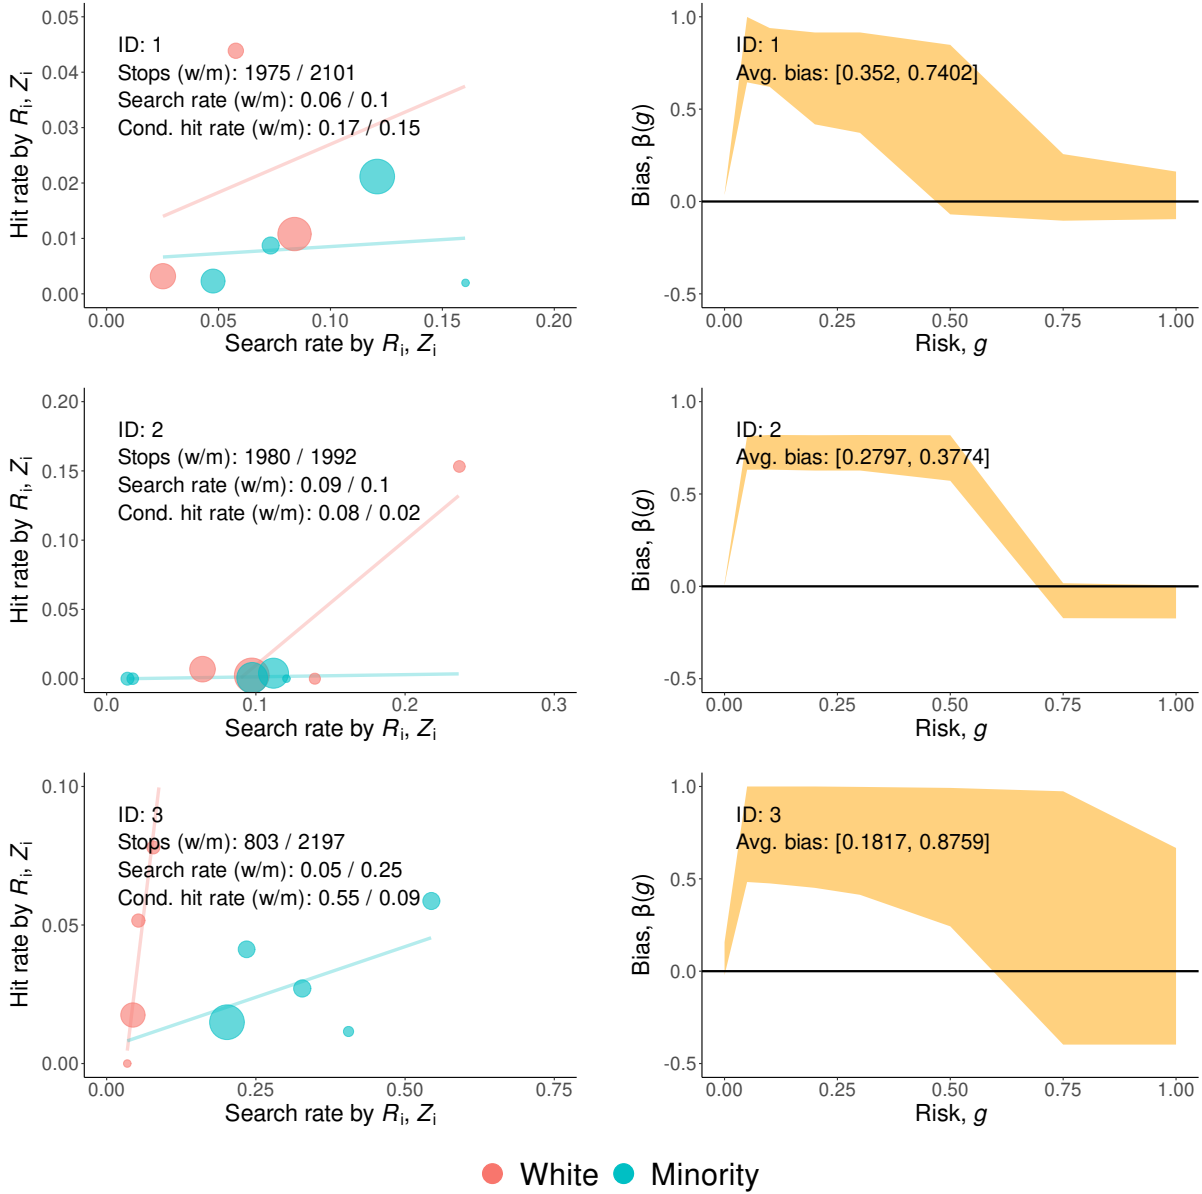 0.05
0.04
0.03
0.02
0.01
0.00
Hit rate by Ri, Zi
ID: 1
Stops (w/m): 1975 / 2101
Search rate (w/m): 0.06 / 0.1
Cond. hit rate (w/m): 0.17 / 0.15
0.00 0.05 0.10 0.15 0.20
Search rate by Ri, Zi
1.0
0.5
0.0
-0.5
Bias, β(g)
ID: 1
Avg. bias: [0.352, 0.7402]
0.00 0.25 0.50 0.75 1.00
Risk, g
0.20
0.15
0.10
0.05
0.00
Hit rate by Ri, Zi
ID: 2
Stops (w/m): 1980 / 1992
Search rate (w/m): 0.09 / 0.1
Cond. hit rate (w/m): 0.08 / 0.02
0.0 0.1 0.2 0.3
Search rate by Ri, Zi
1.0
0.5
0.0
-0.5
Bias, β(g)
ID: 2
Avg. bias: [0.2797, 0.3774]
0.00 0.25 0.50 0.75 1.00
Risk, g
0.10
0.05
0.00
Hit rate by Ri, Zi
ID: 3
Stops (w/m): 803 / 2197
Search rate (w/m): 0.05 / 0.25
Cond. hit rate (w/m): 0.55 / 0.09
0.00 0.25 0.50 0.75
Search rate by Ri, Zi
1.0
0.5
0.0
-0.5
Bias, β(g)
ID: 3
Avg. bias: [0.1817, 0.8759]
0.00 0.25 0.50 0.75 1.00
Risk, g
White Minority